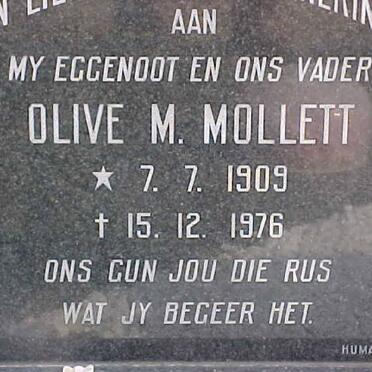 AAN
MY EGGENOOT EN ONS VADER
OLIVE M. MOLLETT
★ 7. 7. 1909
† 15. 12. 1976
ONS GUN JOU DIE RUS
WAT JY BEGEER HET.